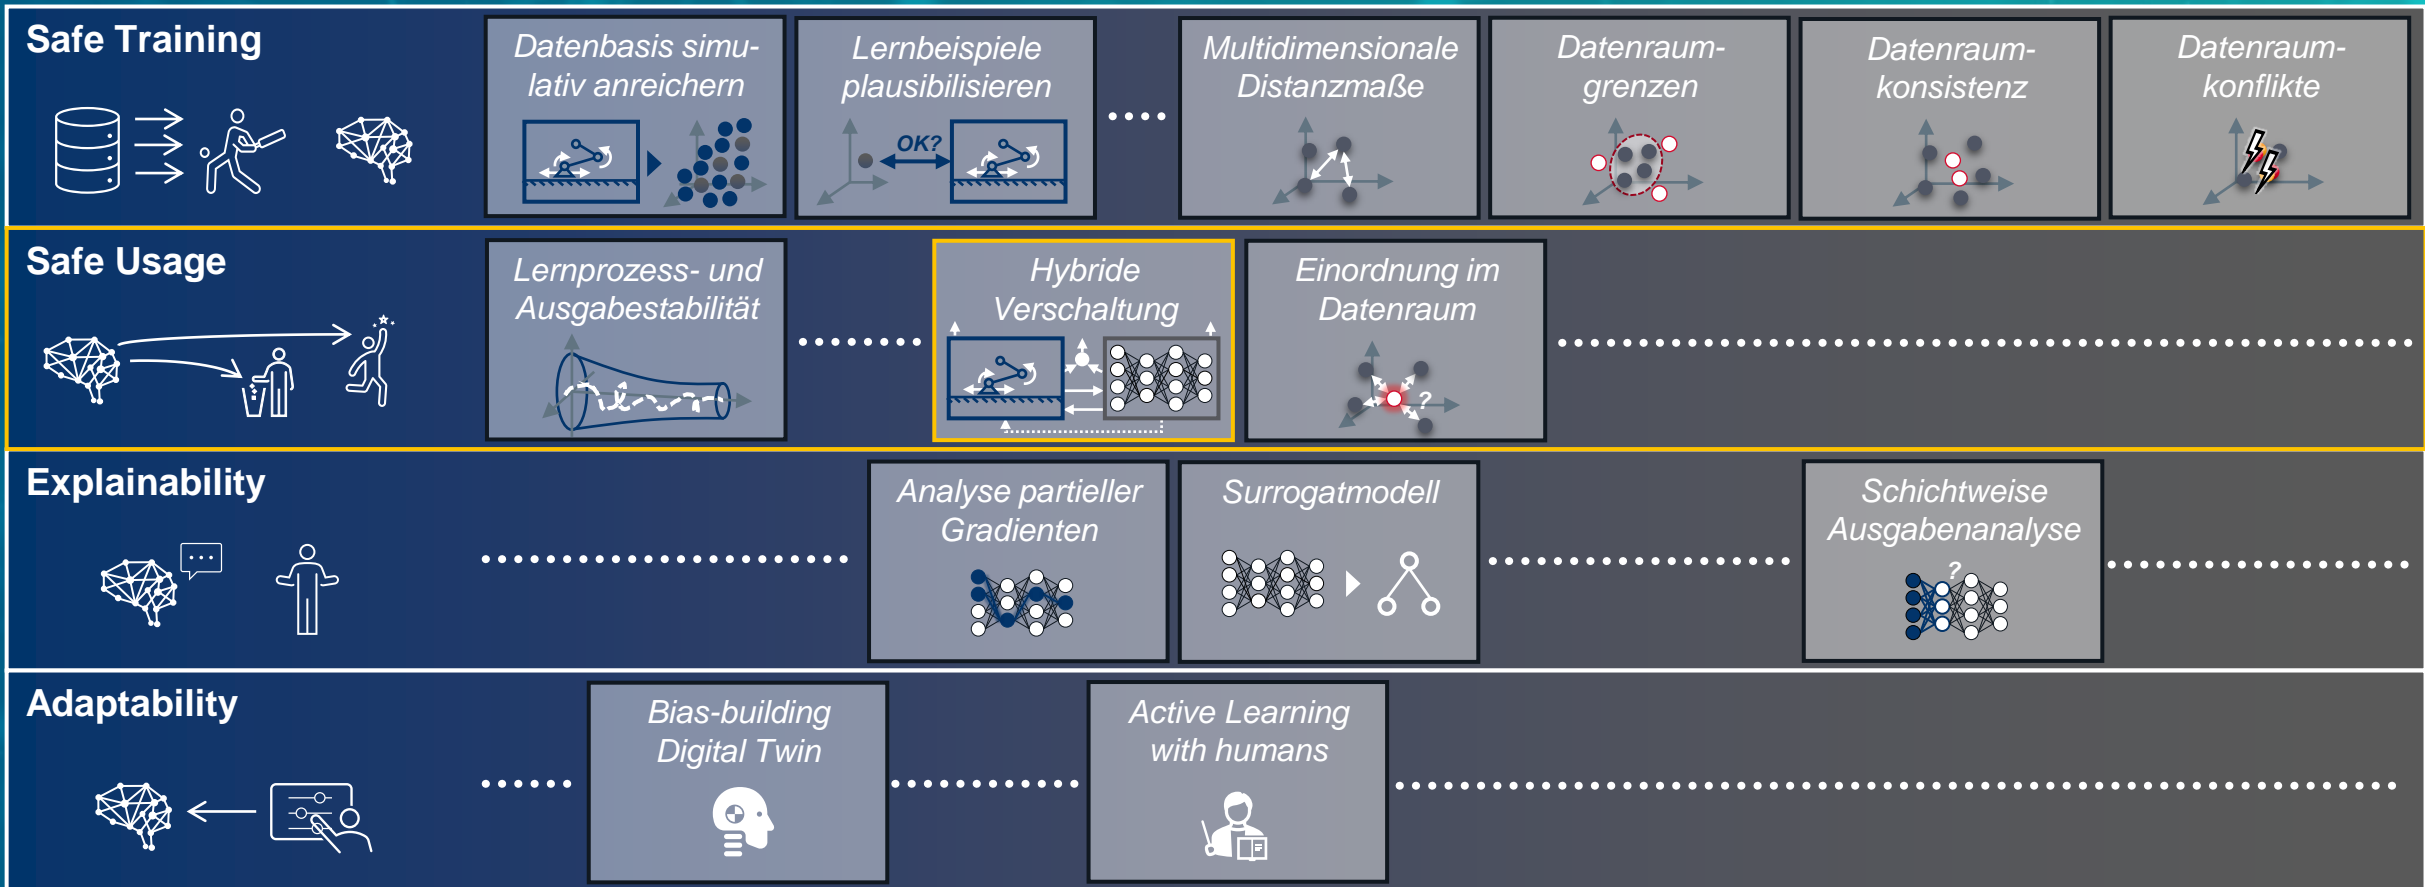 Safe Training
Datenbasis simu-
lativ anreichern
Lernbeispiele
plausibilisieren
OK?
Multidimensionale
Distanzmaße
Datenraum-
grenzen
Datenraum-
konsistenz
Datenraum-
konflikte
Safe Usage
Lernprozess- und
Ausgabestabilität
Hybride
Verschaltung
Einordnung im
Datenraum
?
Explainability
Analyse partieller
Gradienten
Surrogatmodell
Schichtweise
Ausgabenanalyse
?
Adaptability
Bias-building
Digital Twin
Active Learning
with humans